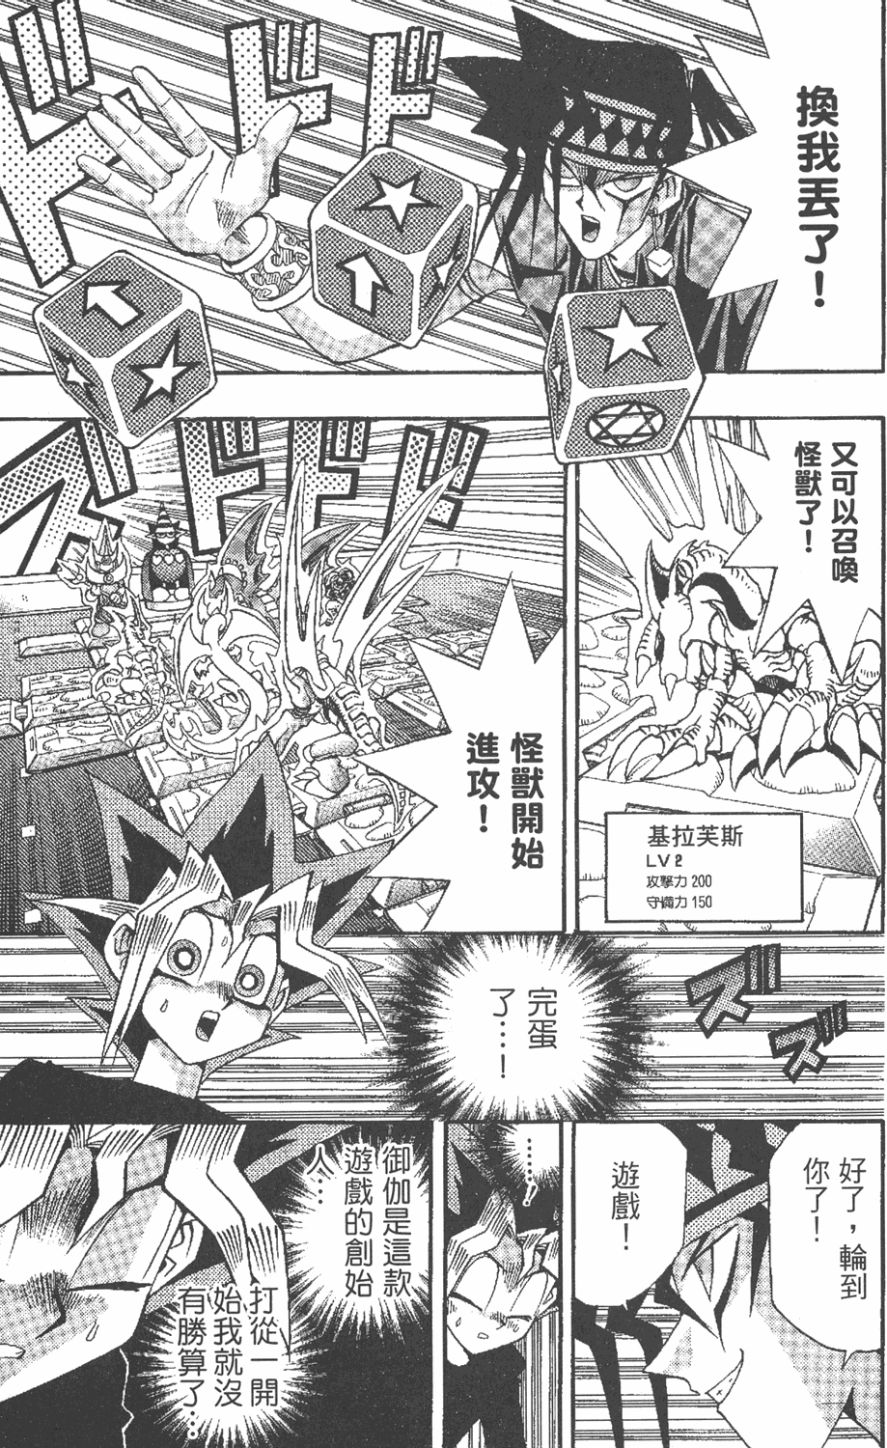 換我丟了！
ドドドド
又可以召喚
怪獸了！
基拉芙斯
LV2
攻擊力 200
守備力 150
怪獸開始
進攻！
ズドドド
ズズ
完蛋
了…！
好了，輪到
你了！
遊戲！
……！
御伽是這款
遊戲的創始
人…
打從一開
始我就沒
有勝算了…